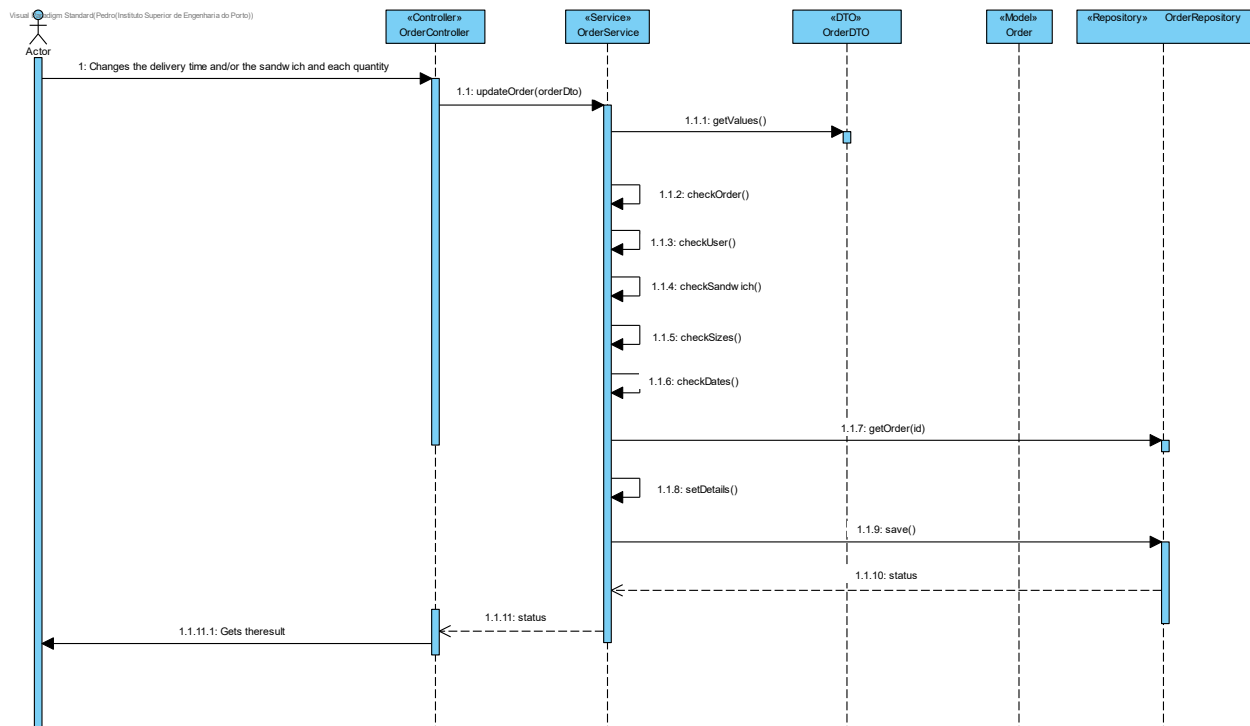 Visual Paradigm Standard(Pedro(Instituto Superior de Engenharia do Porto))
Actor
«Controller»
OrderController
«Service»
OrderService
«DTO»
OrderDTO
«Model»
Order
«Repository» OrderRepository
1: Changes the delivery time and/or the sandwich and each quantity
1.1: updateOrder(orderDto)
1.1.1: getValues()
1.1.2: checkOrder()
1.1.3: checkUser()
1.1.4: checkSandwich()
1.1.5: checkSizes()
1.1.6: checkDates()
1.1.7: getOrder(id)
1.1.8: setDetails()
1.1.9: save()
1.1.10: status
1.1.11: status
1.1.11.1: Gets theresult